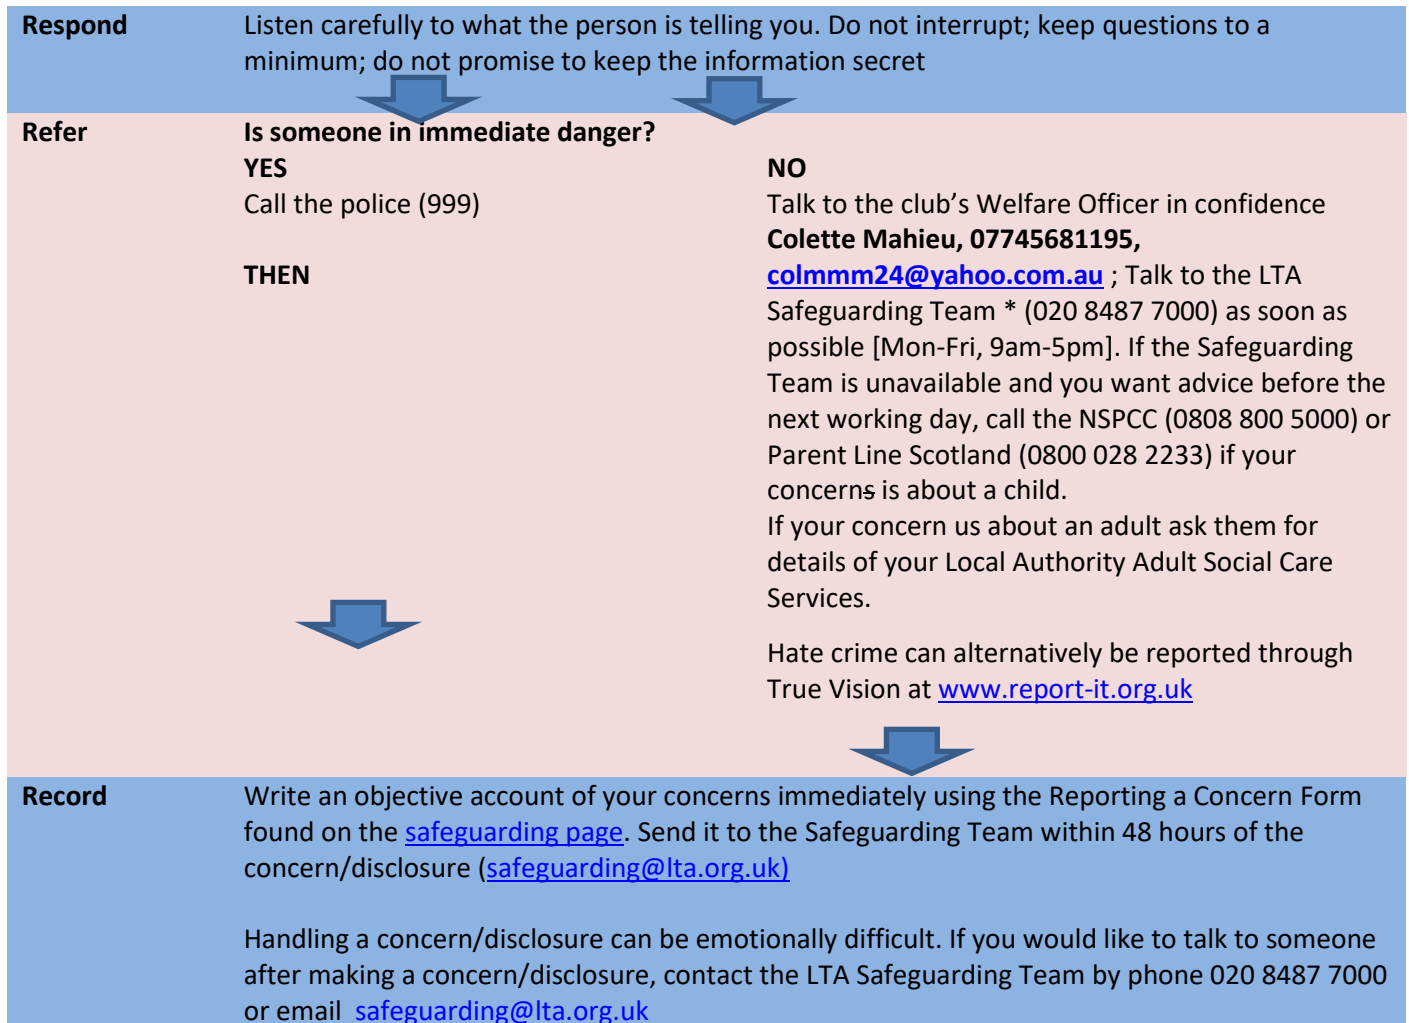 Respond
Listen carefully to what the person is telling you. Do not interrupt; keep questions to a
minimum; do not promise to keep the information secret
Refer
Is someone in immediate danger?
YES
Call the police (999)
THEN
NO
Talk to the club’s Welfare Officer in confidence
Colette Mahieu, 07745681195,
colmmm24@yahoo.com.au ; Talk to the LTA
Safeguarding Team * (020 8487 7000) as soon as
possible [Mon-Fri, 9am-5pm]. If the Safeguarding
Team is unavailable and you want advice before the
next working day, call the NSPCC (0808 800 5000) or
Parent Line Scotland (0800 028 2233) if your
concerns is about a child.
If your concern us about an adult ask them for
details of your Local Authority Adult Social Care
Services.
Hate crime can alternatively be reported through
True Vision at www.report-it.org.uk
Record
Write an objective account of your concerns immediately using the Reporting a Concern Form
found on the safeguarding page. Send it to the Safeguarding Team within 48 hours of the
concern/disclosure (safeguarding@lta.org.uk)
Handling a concern/disclosure can be emotionally difficult. If you would like to talk to someone
after making a concern/disclosure, contact the LTA Safeguarding Team by phone 020 8487 7000
or email safeguarding@lta.org.uk